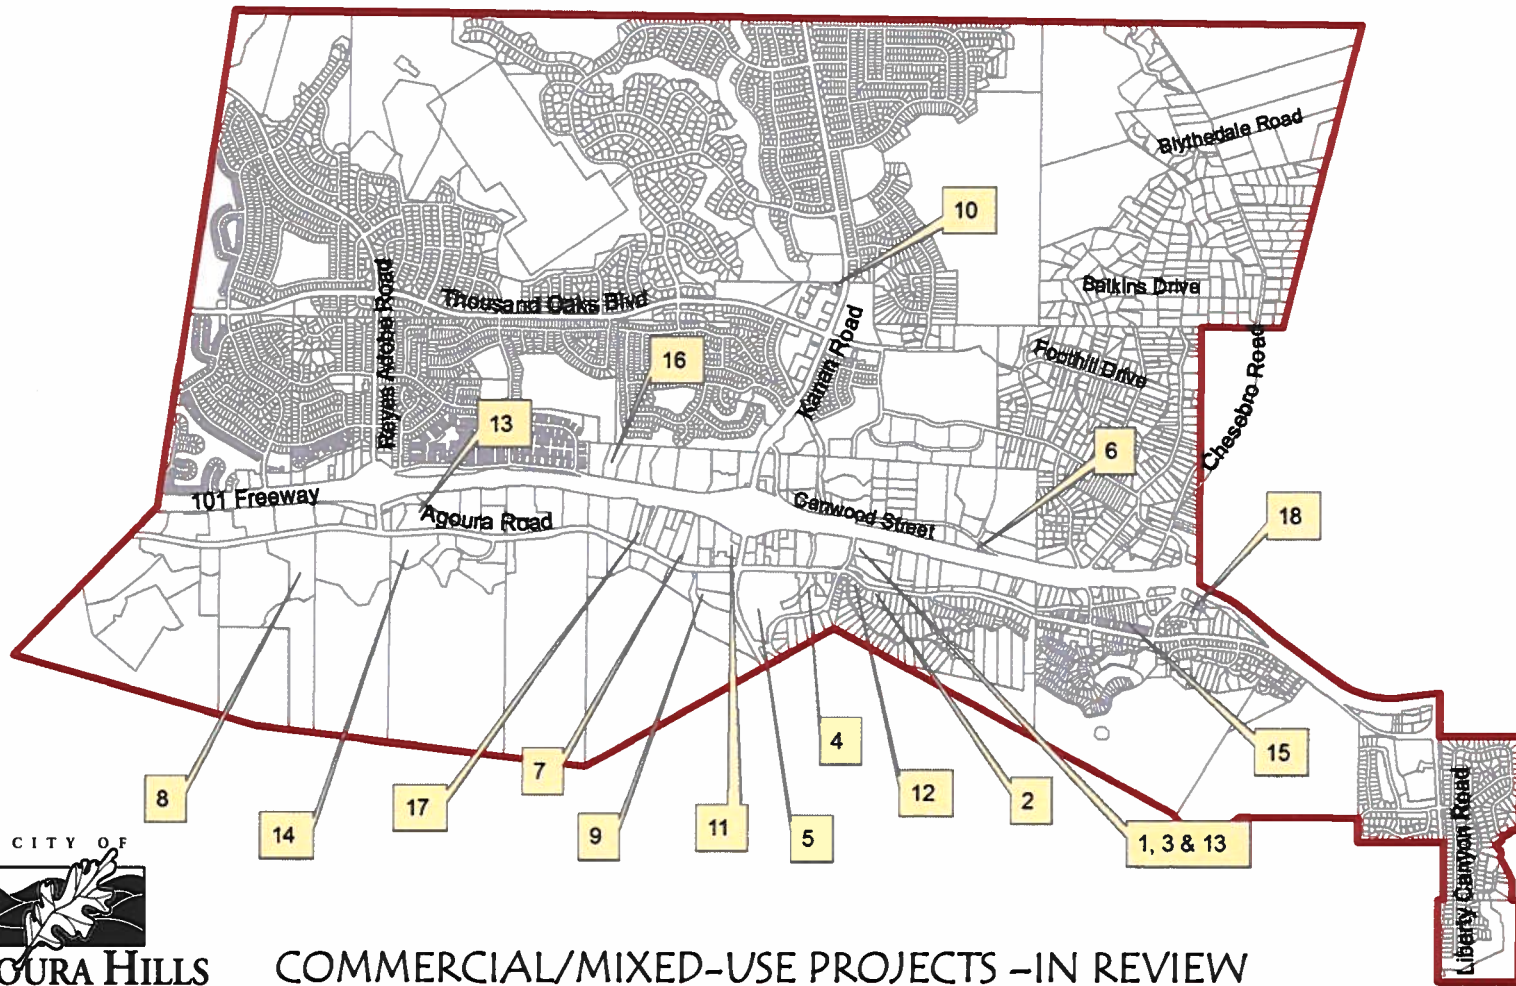 Blythedale Road
10
Balkins Drive
Thousand Oaks Blvd
Reyes Adobe Road
Kanan Road
Foothill Drive
Chesebro Road
16
13
6
101 Freeway
Agoura Road
Canwood Street
18
4
15
7
8
17
12
2
14
9
11
5
1, 3 & 13
Liberty Canyon Road
CITY OF
OURA HILLS
COMMERCIAL/MIXED-USE PROJECTS –IN REVIEW